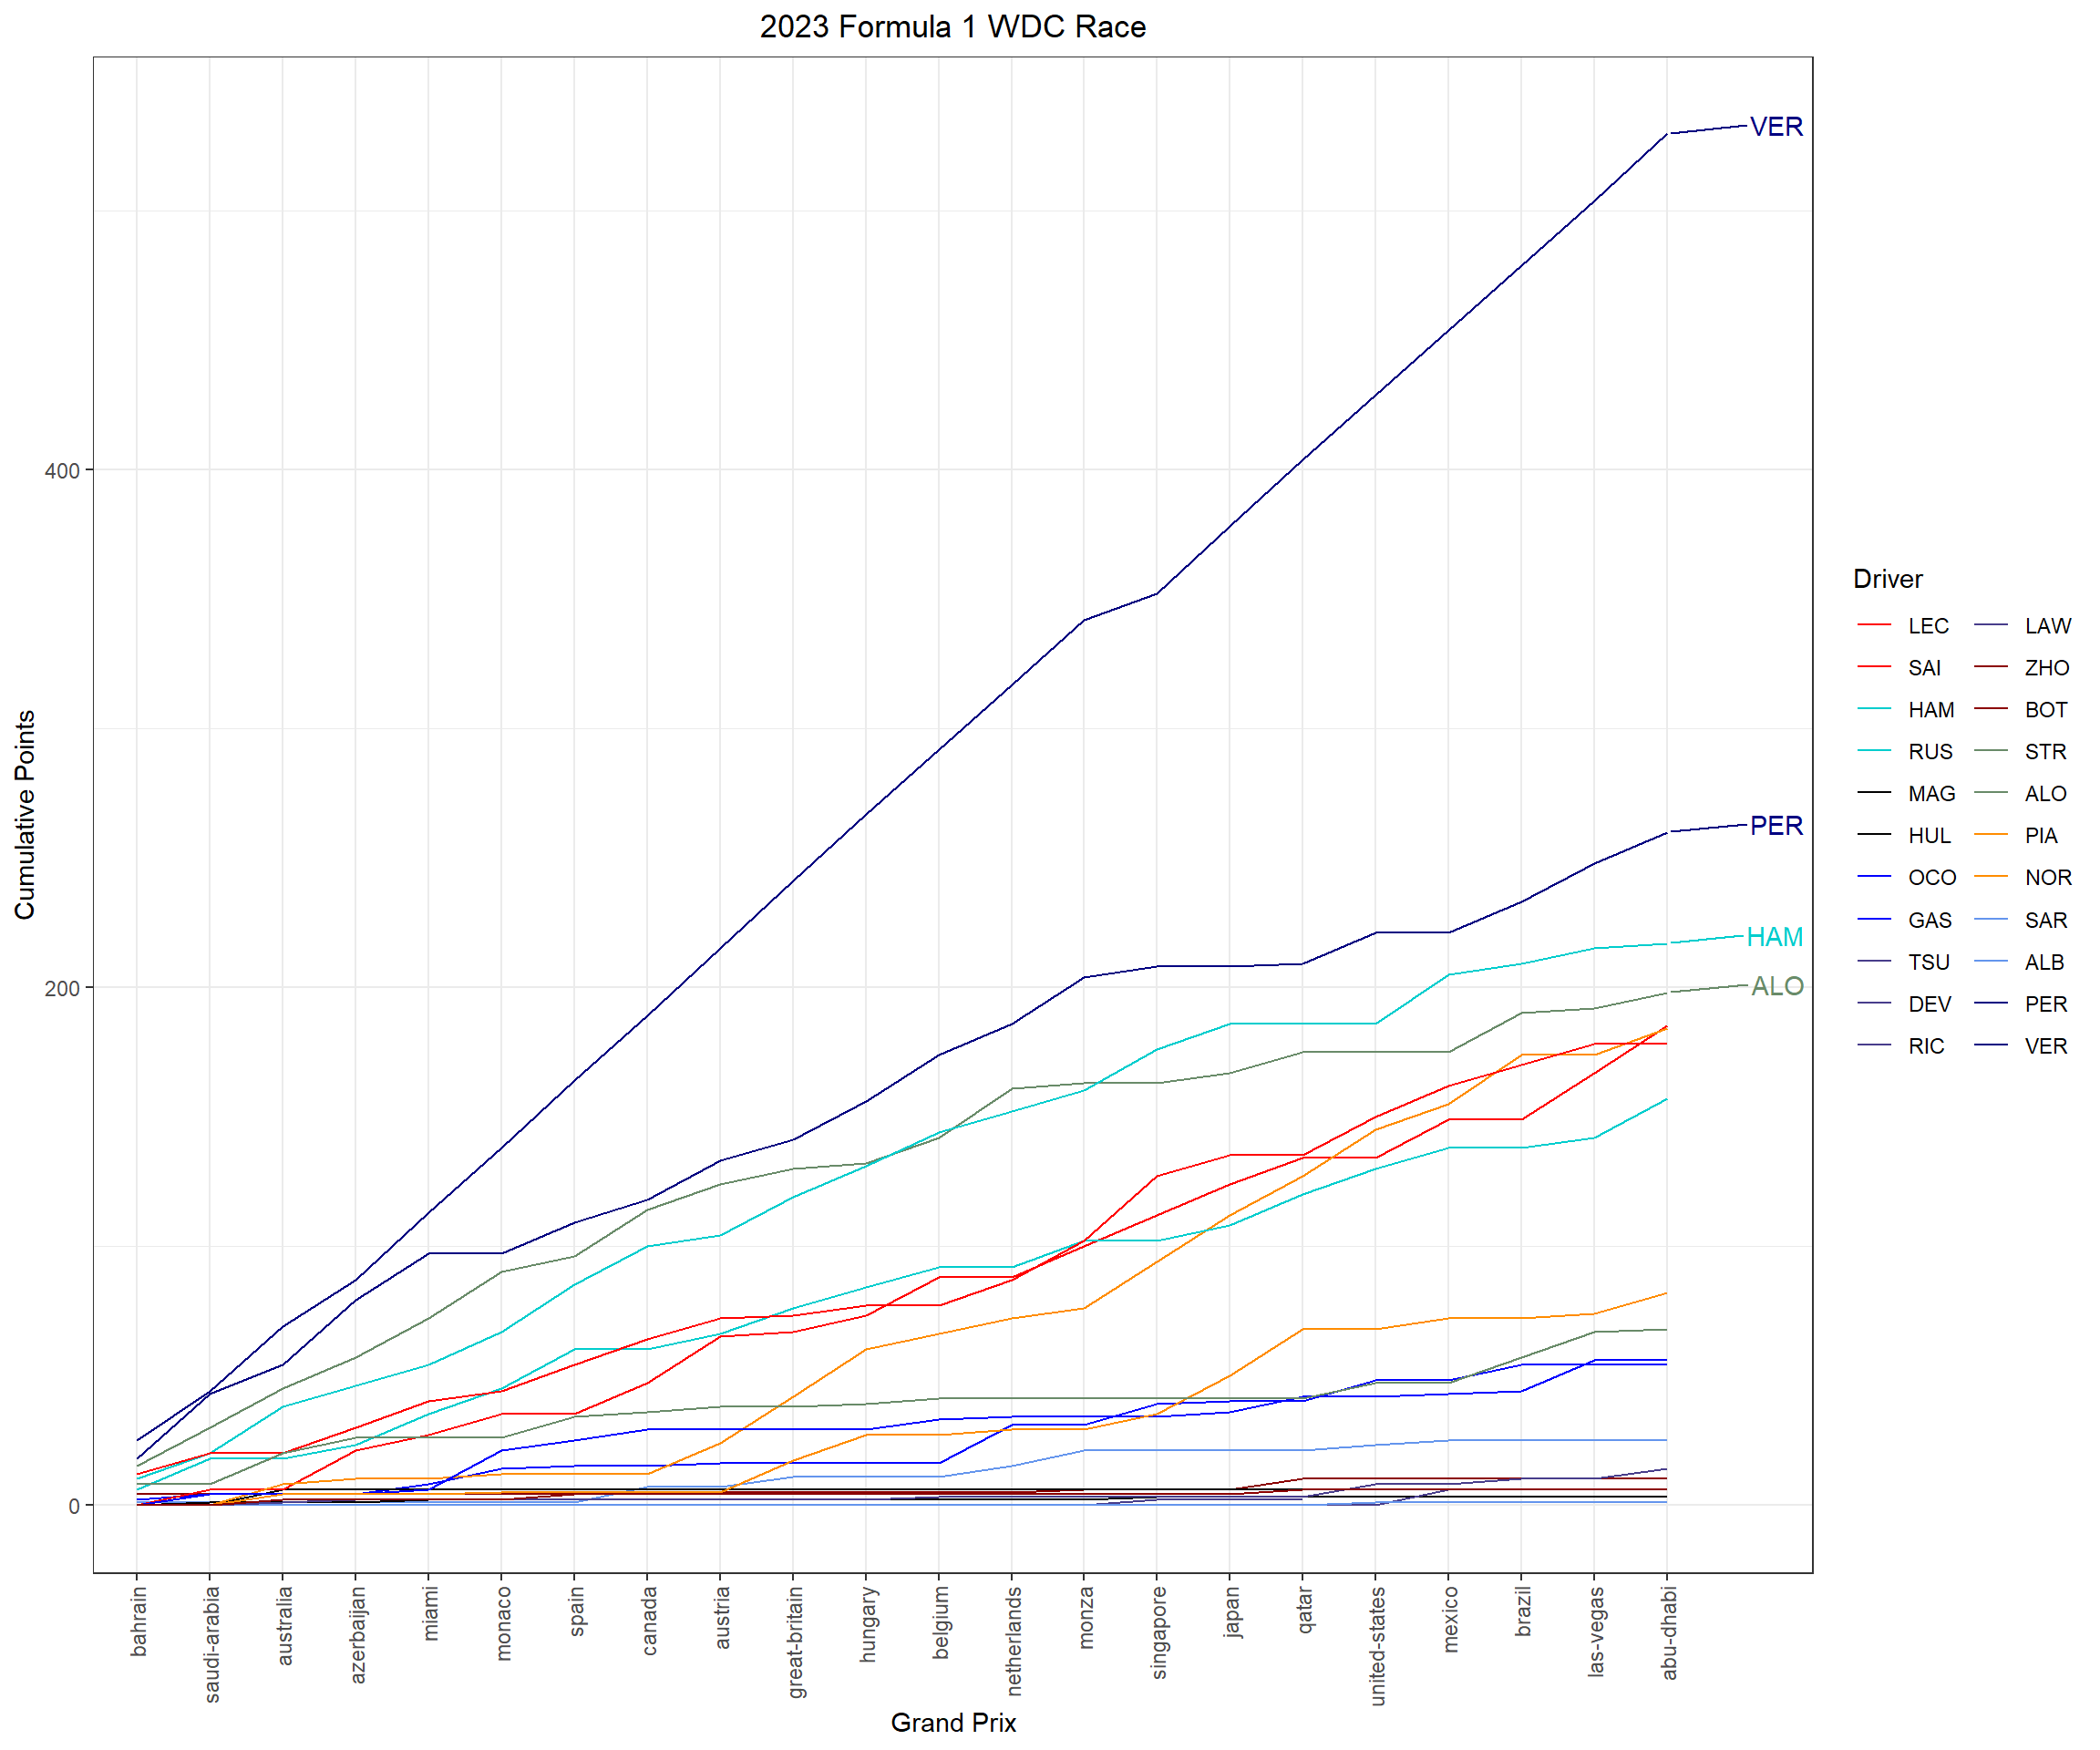 2023 Formula 1 WDC Race
Cumulative Points
400
200
0
VER
PER
HAM
ALO
bahrain
saudi-arabia
australia
azerbaijan
miami
monaco
spain
canada
austria
great-britain
hungary
belgium
netherlands
monza
singapore
japan
qatar
united-states
mexico
brazil
las-vegas
abu-dhabi
Grand Prix
Driver
LEC
SAI
HAM
RUS
MAG
HUL
OCO
GAS
TSU
DEV
RIC
LAW
ZHO
BOT
STR
ALO
PIA
NOR
SAR
ALB
PER
VER